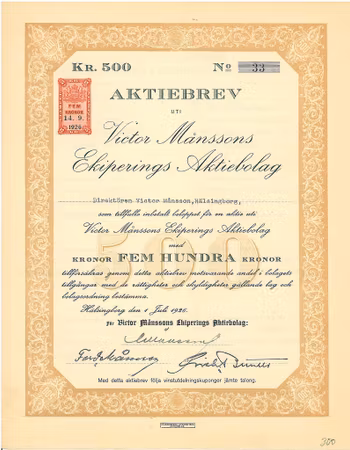 KR. 500
No 33
FEM
KRONOR
14. 9.
1926
AKTIEBREV
UTI
Victor Månssons
Ekiperings Aktiebolag
Direktören Victor Månsson, Hälsingborg,
som tillfullo inbetalt beloppet för en aktie uti
Victor Månssons Ekiperings Aktiebolag
med
KRONOR FEM HUNDRA KRONOR
tillförsäkras genom detta aktiebrev motsvarande andel i bolagets
tillgångar med de rättigheter och skyldigheter gällande lag och
bolagsordning bestämma.
Hälsingborg den 1 Juli 1926.
För Victor Månssons Ekiperings Aktiebolag:
Månsson
Med detta aktiebrev följa vinstutdelningskuponger jämte talong.
200